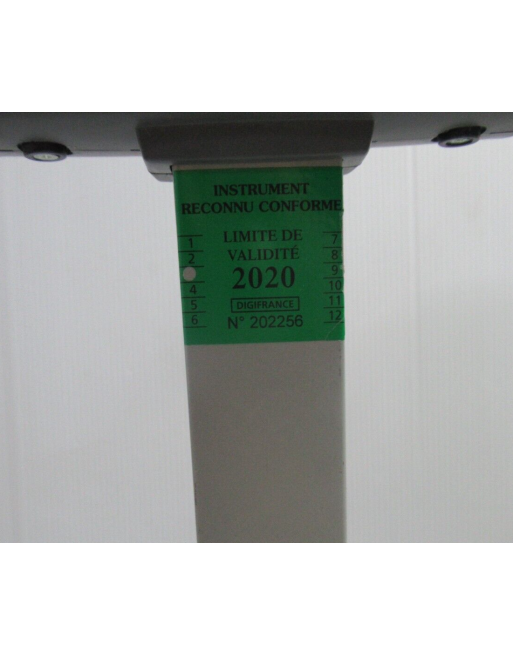 INSTRUMENT
RECONNU CONFORME
LIMITE DE
VALIDITÉ
2020
DIGIFRANCE
N° 202256
1
2
4
5
6
7
8
9
10
11
12